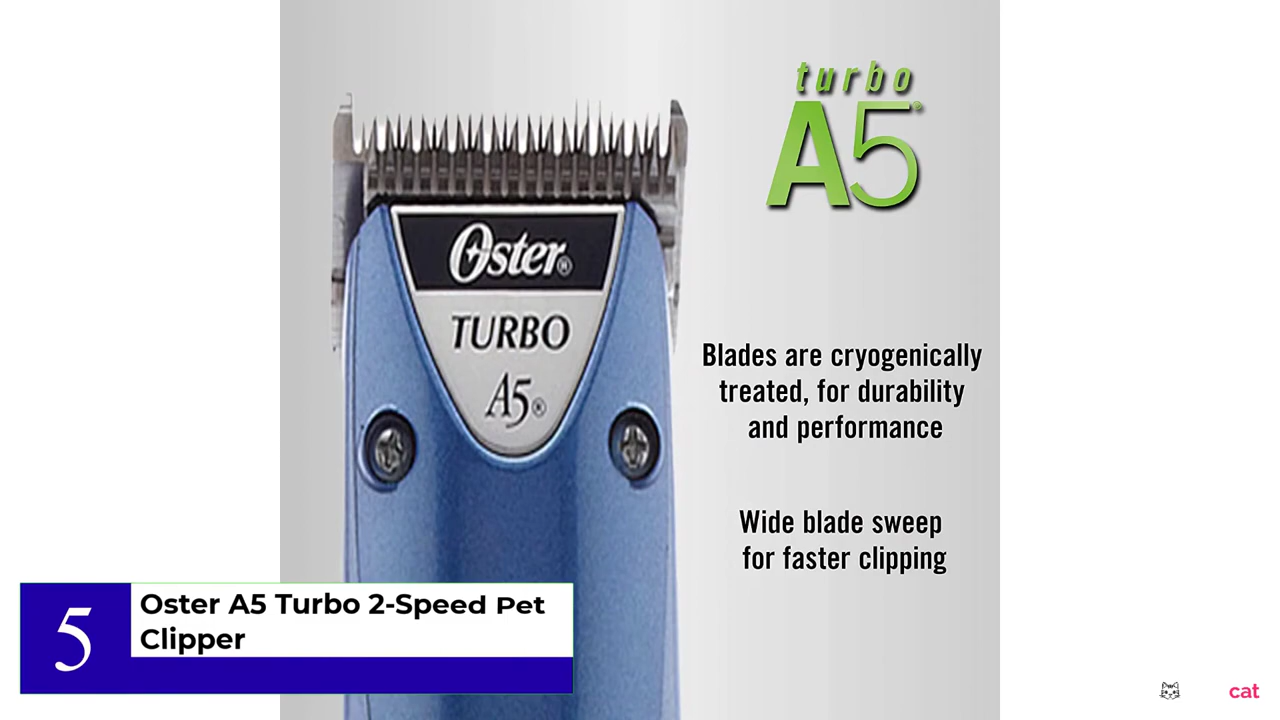 turbo
A5®
Oster®
TURBO
A5®
Blades are cryogenically
treated, for durability
and performance
Wide blade sweep
for faster clipping
5
Oster A5 Turbo 2-Speed Pet
Clipper
cat